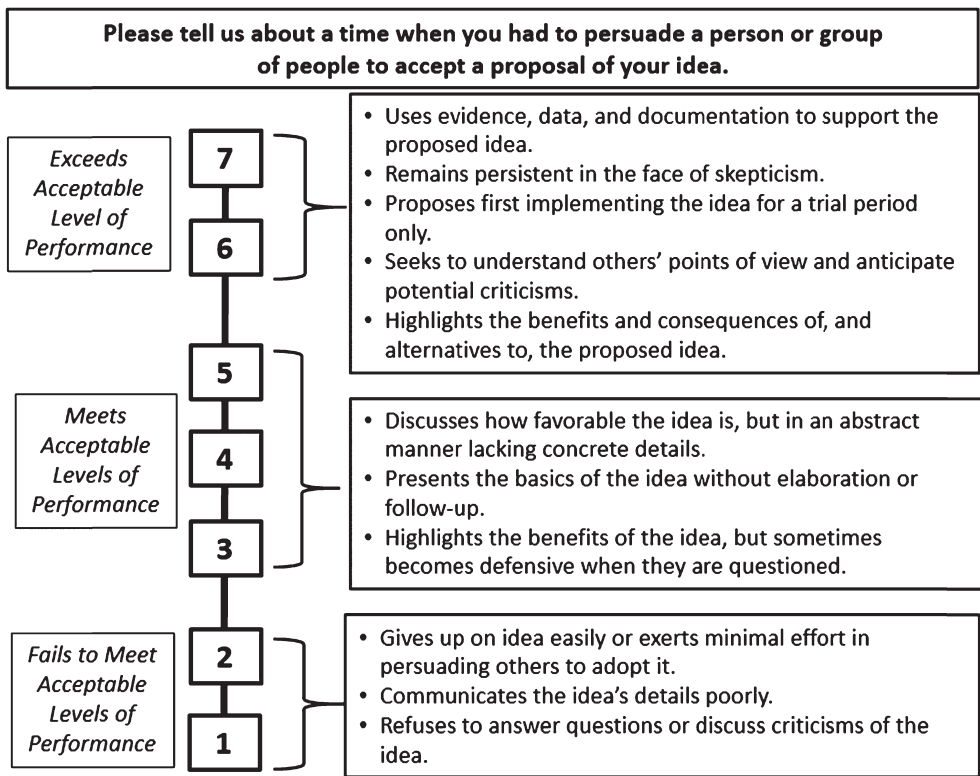 Please tell us about a time when you had to persuade a person or group
of people to accept a proposal of your idea.
Exceeds
Acceptable
Level of
Performance
7
6
• Uses evidence, data, and documentation to support the
proposed idea.
• Remains persistent in the face of skepticism.
• Proposes first implementing the idea for a trial period
only.
• Seeks to understand others’ points of view and anticipate
potential criticisms.
• Highlights the benefits and consequences of, and
alternatives to, the proposed idea.
Meets
Acceptable
Levels of
Performance
5
4
3
• Discusses how favorable the idea is, but in an abstract
manner lacking concrete details.
• Presents the basics of the idea without elaboration or
follow-up.
• Highlights the benefits of the idea, but sometimes
becomes defensive when they are questioned.
Fails to Meet
Acceptable
Levels of
Performance
2
1
• Gives up on idea easily or exerts minimal effort in
persuading others to adopt it.
• Communicates the idea’s details poorly.
• Refuses to answer questions or discuss criticisms of the
idea.